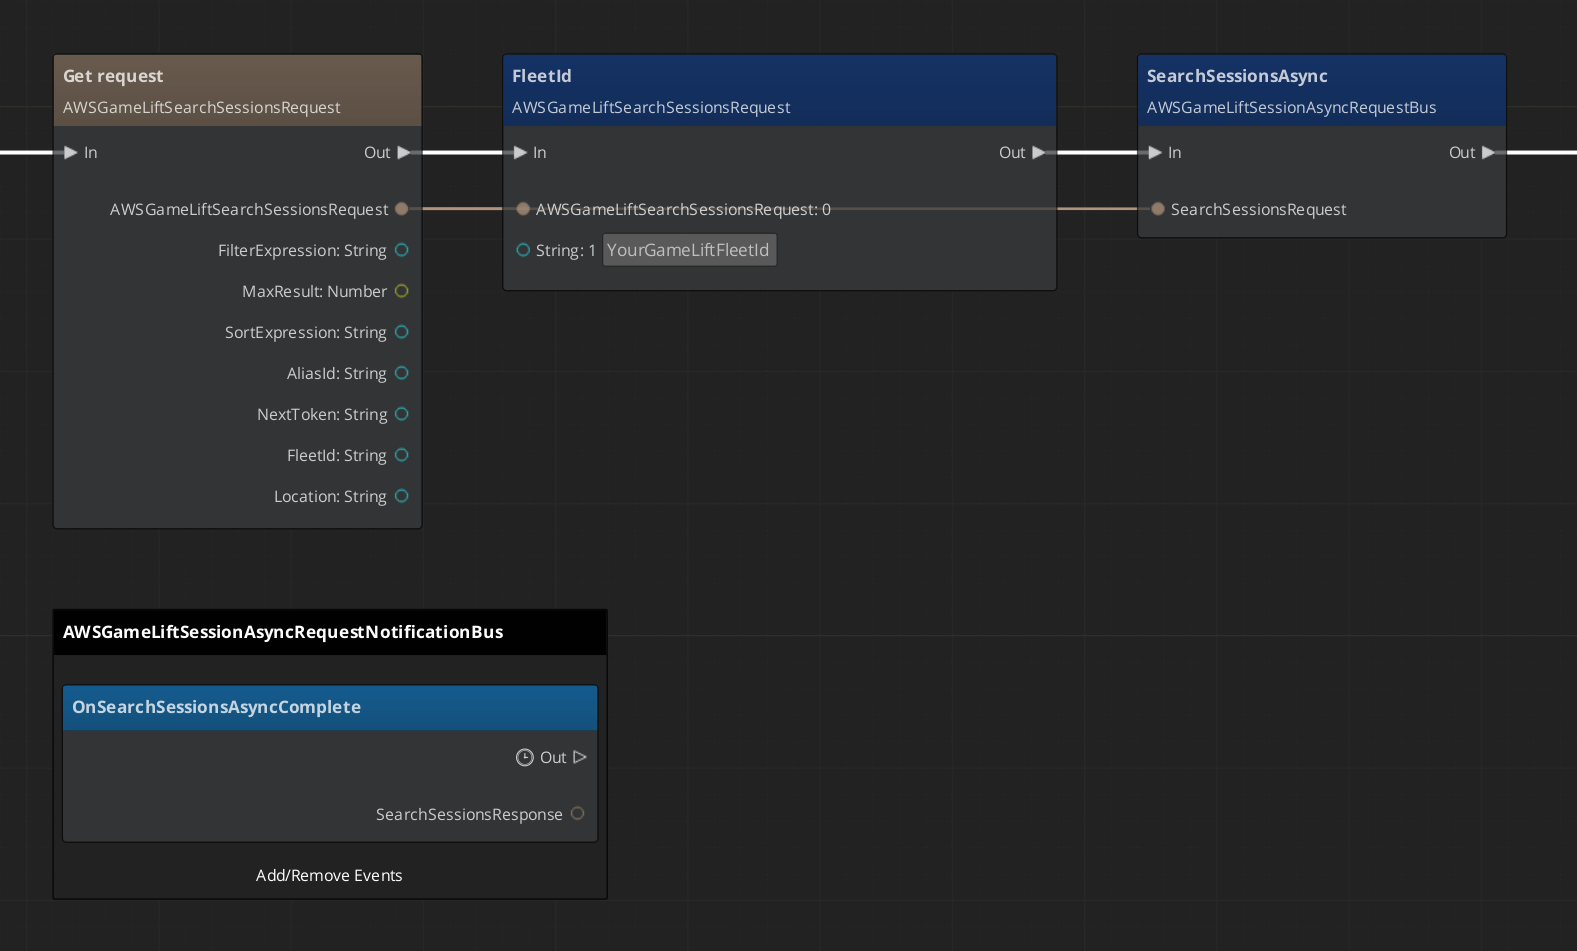 Get request
AWSGameLiftSearchSessionsRequest
In
Out
AWSGameLiftSearchSessionsRequest
FilterExpression: String
MaxResult: Number
SortExpression: String
AliasId: String
NextToken: String
FleetId: String
Location: String
FleetId
AWSGameLiftSearchSessionsRequest
In
Out
AWSGameLiftSearchSessionsRequest: 0
String: 1 YourGameLiftFleetId
SearchSessionsAsync
AWSGameLiftSessionAsyncRequestBus
In
Out
SearchSessionsRequest
AWSGameLiftSessionAsyncRequestNotificationBus
OnSearchSessionsAsyncComplete
Out
SearchSessionsResponse
Add/Remove Events